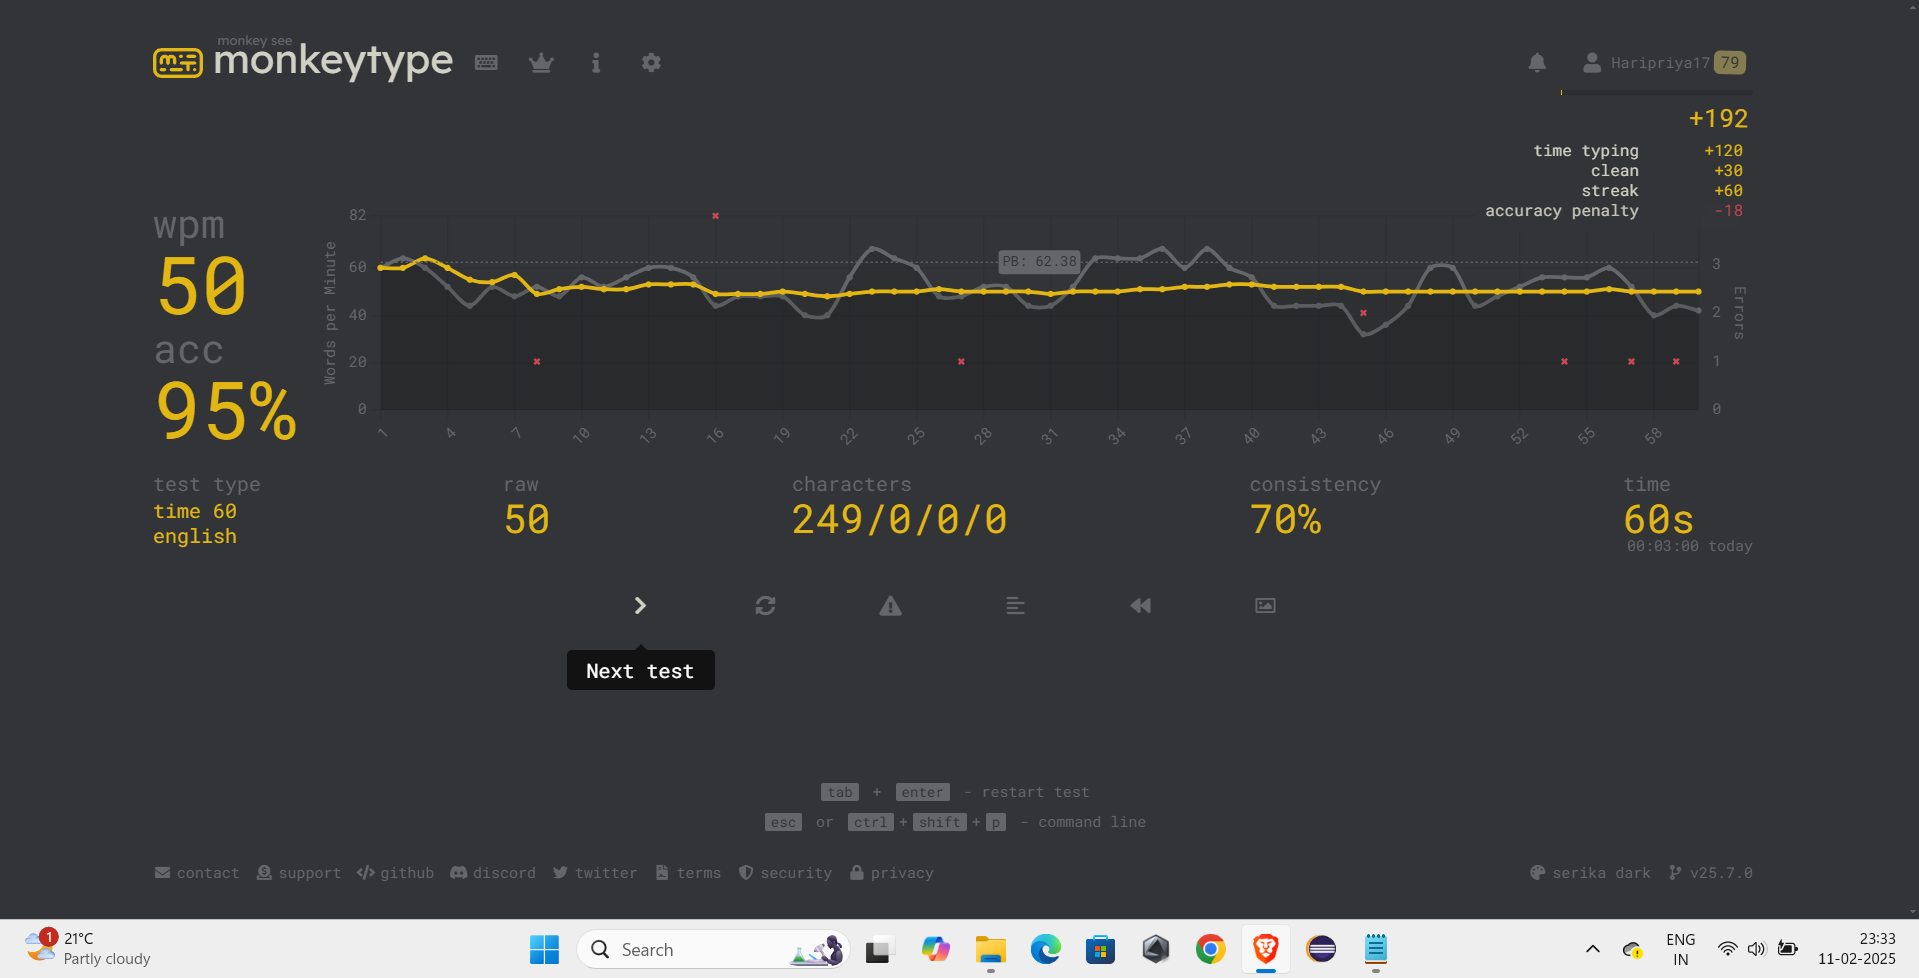 monkey see
monkeytype
Haripriya17 79
+192
time typing +120
clean +30
streak +60
accuracy penalty -18
wpm
50
acc
95%
Words per Minute
82
60
40
20
0
PB: 62.38
Errors
3
2
1
0
1 4 7 10 13 16 19 22 25 28 31 34 37 40 43 46 49 52 55 58
test type
time 60
english
raw
50
characters
249/0/0/0
consistency
70%
time
60s
00:03:00 today
Next test
tab + enter - restart test
esc or ctrl + shift + p - command line
contact support github discord twitter terms security privacy
serika dark v25.7.0
1
21°C
Partly cloudy
Search
ENG
IN
23:33
11-02-2025